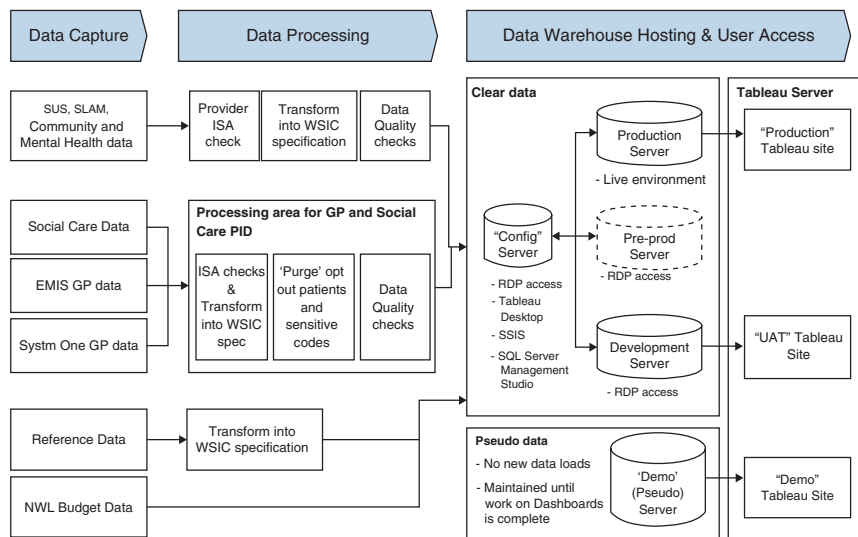 Data Capture
Data Processing
Data Warehouse Hosting & User Access
SUS, SLAM,
Community and
Mental Health data
Provider
ISA
check
Transform
into WSIC
specification
Data
Quality
checks
Social Care Data
EMIS GP data
Systm One GP data
Processing area for GP and Social
Care PID
ISA checks
&
Transform
into WSIC
spec
'Purge' opt
out patients
and
sensitive
codes
Data
Quality
checks
Reference Data
Transform into
WSIC specification
NWL Budget Data
Clear data
"Config"
Server
- RDP access
- Tableau
Desktop
- SSIS
- SQL Server
Management
Studio
Production
Server
- Live environment
Pre-prod
Server
- RDP access
Development
Server
- RDP access
Pseudo data
- No new data loads
- Maintained until
work on Dashboards
is complete
'Demo'
(Pseudo)
Server
Tableau Server
"Production"
Tableau site
"UAT" Tableau
Site
"Demo"
Tableau Site